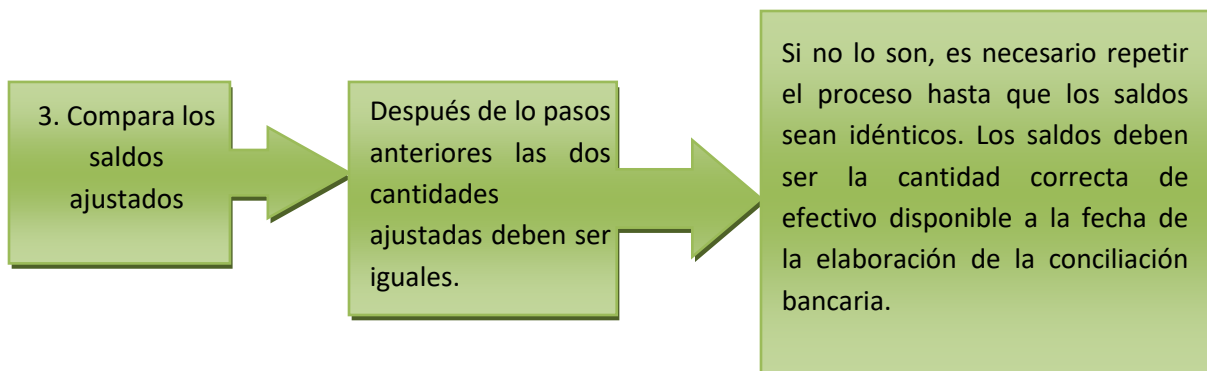 3. Compara los
saldos
ajustados
Después de lo pasos
anteriores las dos
cantidades
ajustadas deben ser
iguales.
Si no lo son, es necesario repetir
el proceso hasta que los saldos
sean idénticos. Los saldos deben
ser la cantidad correcta de
efectivo disponible a la fecha de
la elaboración de la conciliación
bancaria.